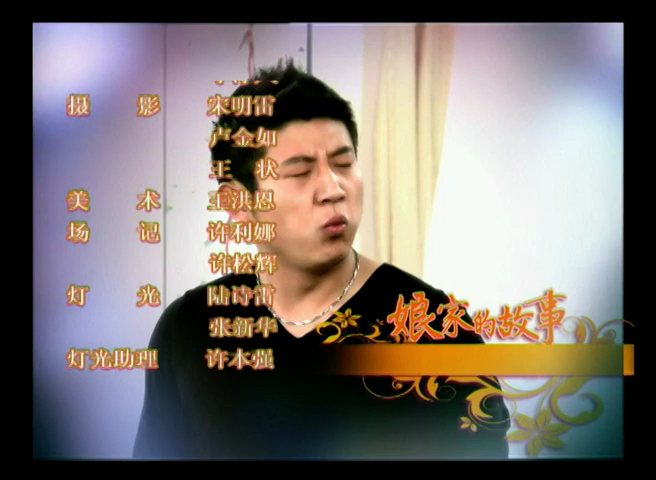 摄 影 宋明雷
卢金如
王 状
美 术 王洪恩
场 记 许利娜
许松辉
灯 光 陆诗雷
张新华
灯光助理 许本强
娘家的故事